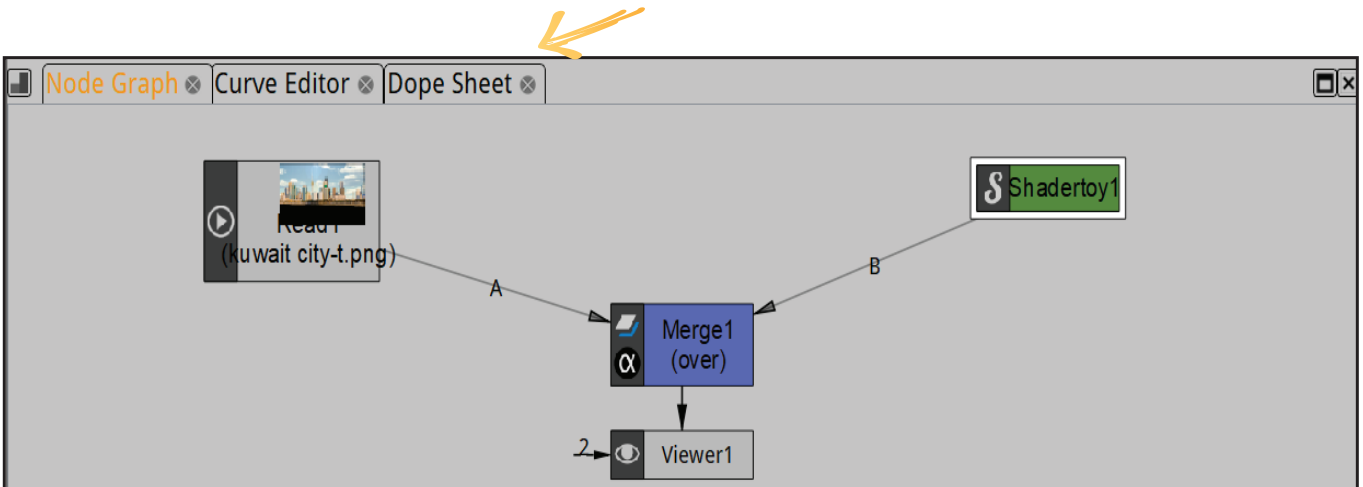 Node Graph
Curve Editor
Dope Sheet
Read1
(kuwait city-t.png)
Shadertoy1
A
B
Merge1
(over)
α
2
Viewer1